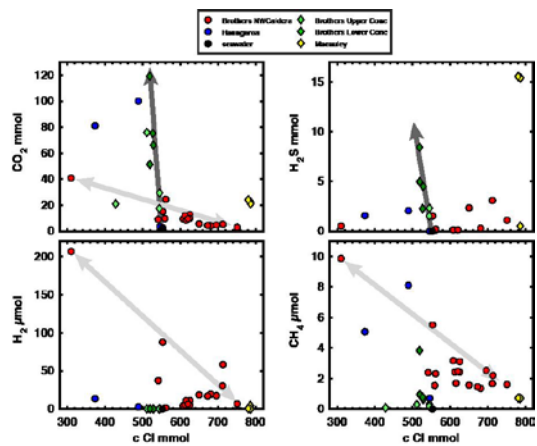 Brothers NWCaldera Brothers Upper Cone
Haungaroa Brothers Lower Cone
seawater Macauley
120
100
80
60
40
20
0
CO2 mmol
15
10
5
0
H2S mmol
200
150
100
50
0
H2 µmol
10
8
6
4
2
0
CH4 µmol
300 400 500 600 700 800
c Cl mmol
300 400 500 600 700 800
c Cl mmol